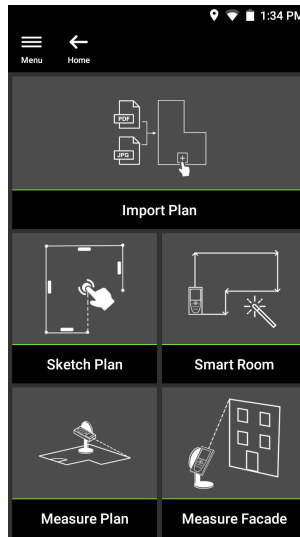 1:34 PM
Menu
Home
PDF
JPG
Import Plan
Sketch Plan
Smart Room
Measure Plan
Measure Facade